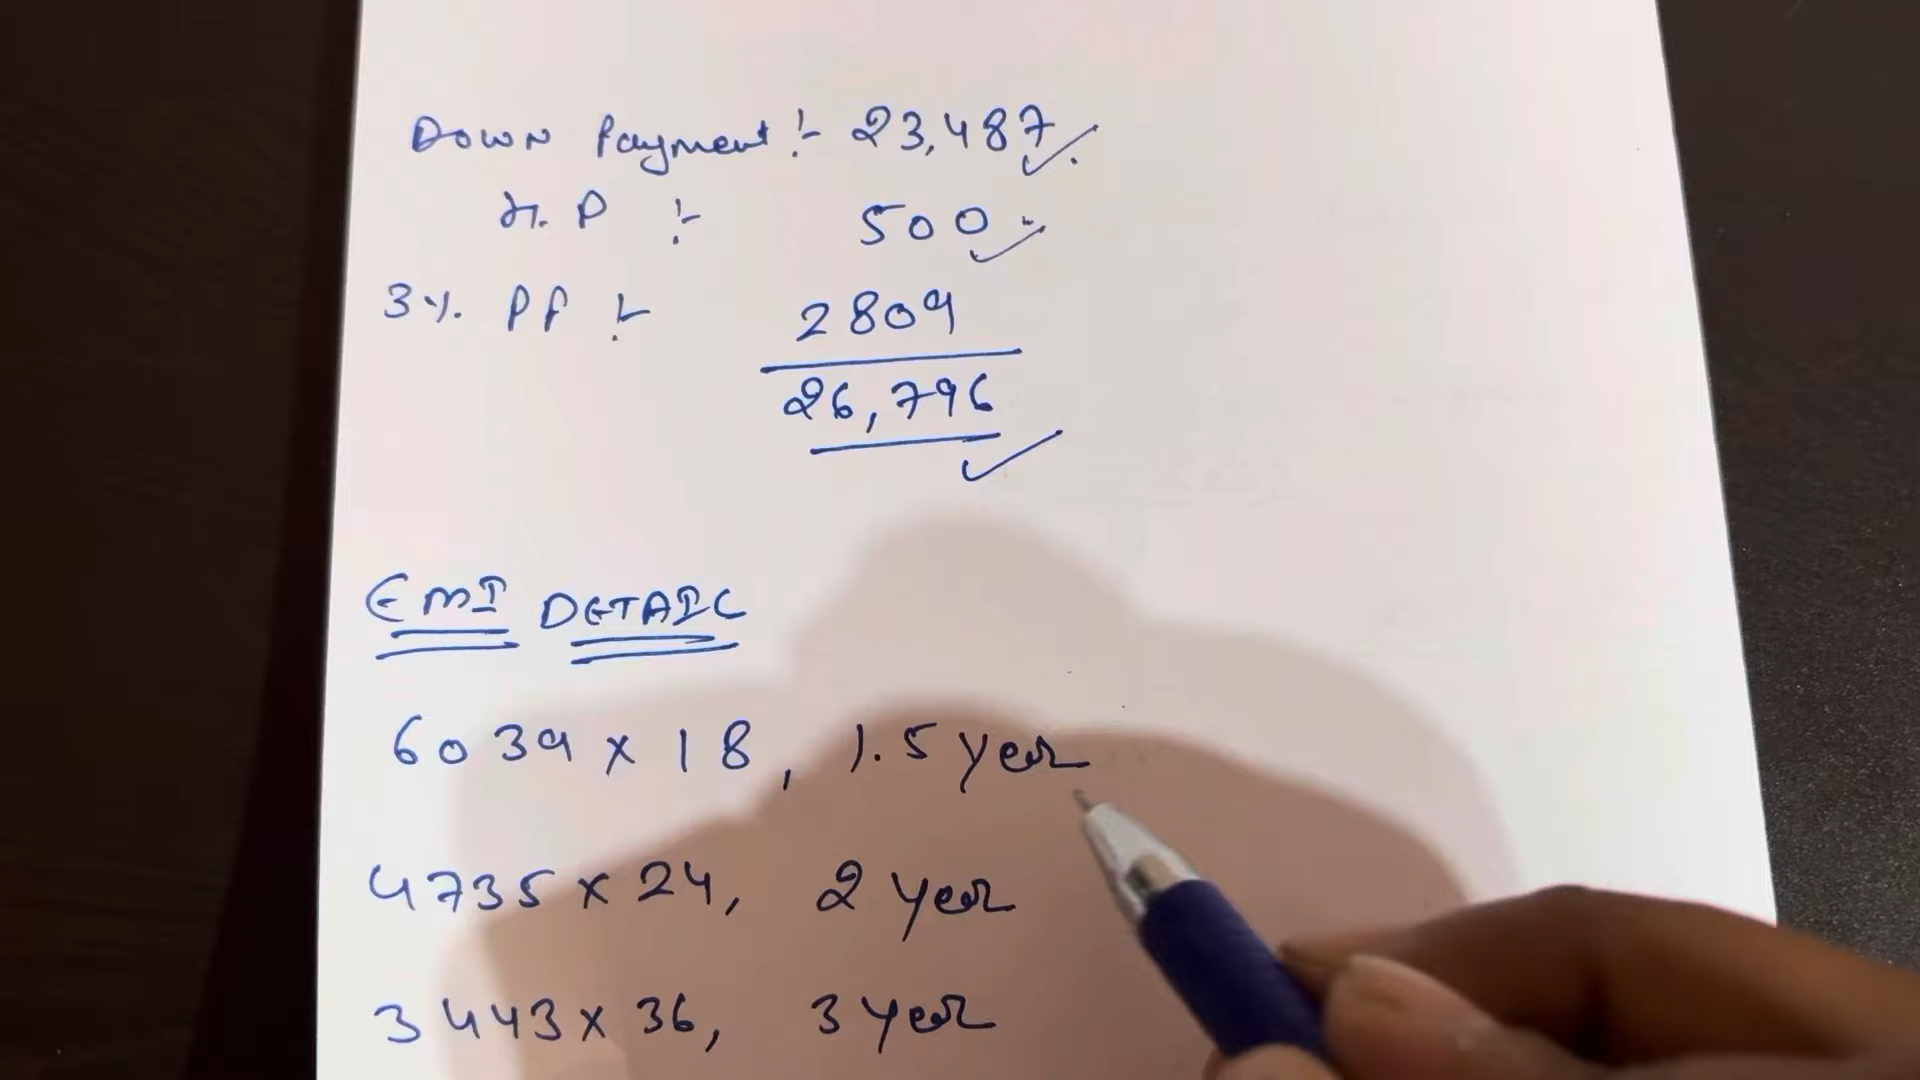 Down Payment :- 23,487
H.P :- 500
3%. PF :- 2809
26,796
EMI DETAIL
6039 x 18, 1.5 year
4735 x 24, 2 year
3443 x 36, 3 year